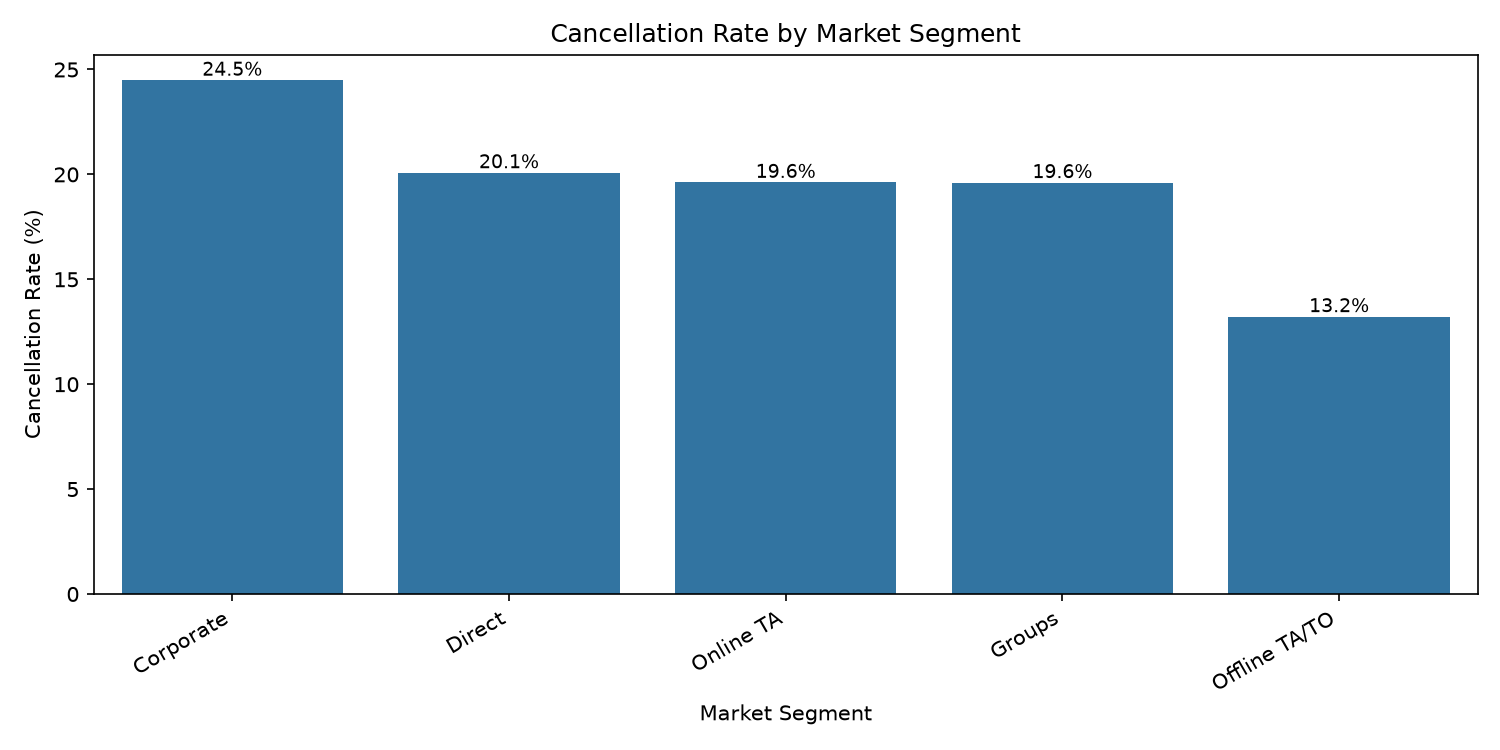 Cancellation Rate by Market Segment
Cancellation Rate (%)
25
20
15
10
5
0
24.5%
20.1%
19.6%
19.6%
13.2%
Corporate
Direct
Online TA
Groups
Offline TA/TO
Market Segment